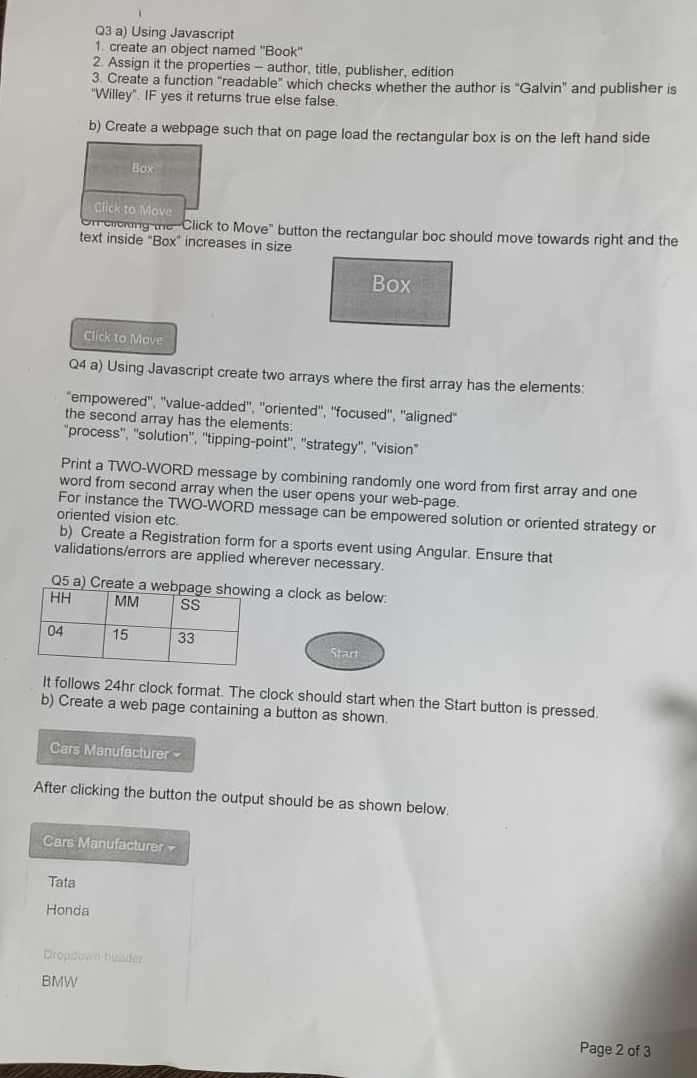 Q3 a) Using Javascript
1. create an object named "Book"
2. Assign it the properties – author, title, publisher, edition
3. Create a function "readable" which checks whether the author is "Galvin" and publisher is
"Willey". IF yes it returns true else false.
b) Create a webpage such that on page load the rectangular box is on the left hand side
Box
Click to Move
On clicking the "Click to Move" button the rectangular boc should move towards right and the
text inside "Box" increases in size
Box
Click to Move
Q4 a) Using Javascript create two arrays where the first array has the elements:
"empowered", "value-added", "oriented", "focused", "aligned"
the second array has the elements:
"process", "solution", "tipping-point", "strategy", "vision"
Print a TWO-WORD message by combining randomly one word from first array and one
word from second array when the user opens your web-page.
For instance the TWO-WORD message can be empowered solution or oriented strategy or
oriented vision etc.
b) Create a Registration form for a sports event using Angular. Ensure that
validations/errors are applied wherever necessary.
Q5 a) Create a webpage showing a clock as below:
HH MM SS
04 15 33
Start
It follows 24hr clock format. The clock should start when the Start button is pressed.
b) Create a web page containing a button as shown.
Cars Manufacturer
After clicking the button the output should be as shown below.
Cars Manufacturer
Tata
Honda
Dropdown header
BMW
Page 2 of 3